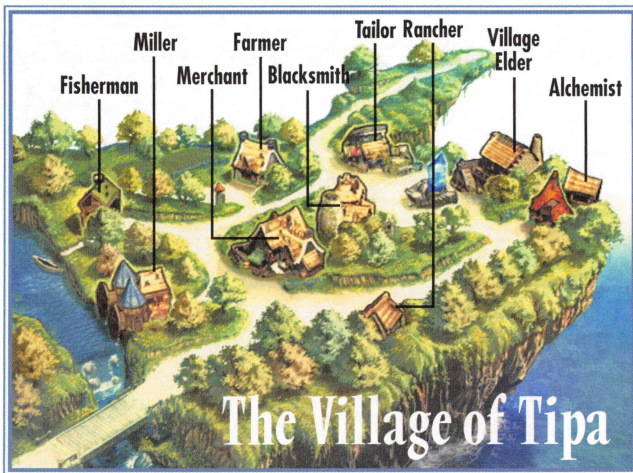 Tailor Rancher
Miller Farmer Village
Elder
Fisherman Merchant Blacksmith Alchemist
The Village of Tipa